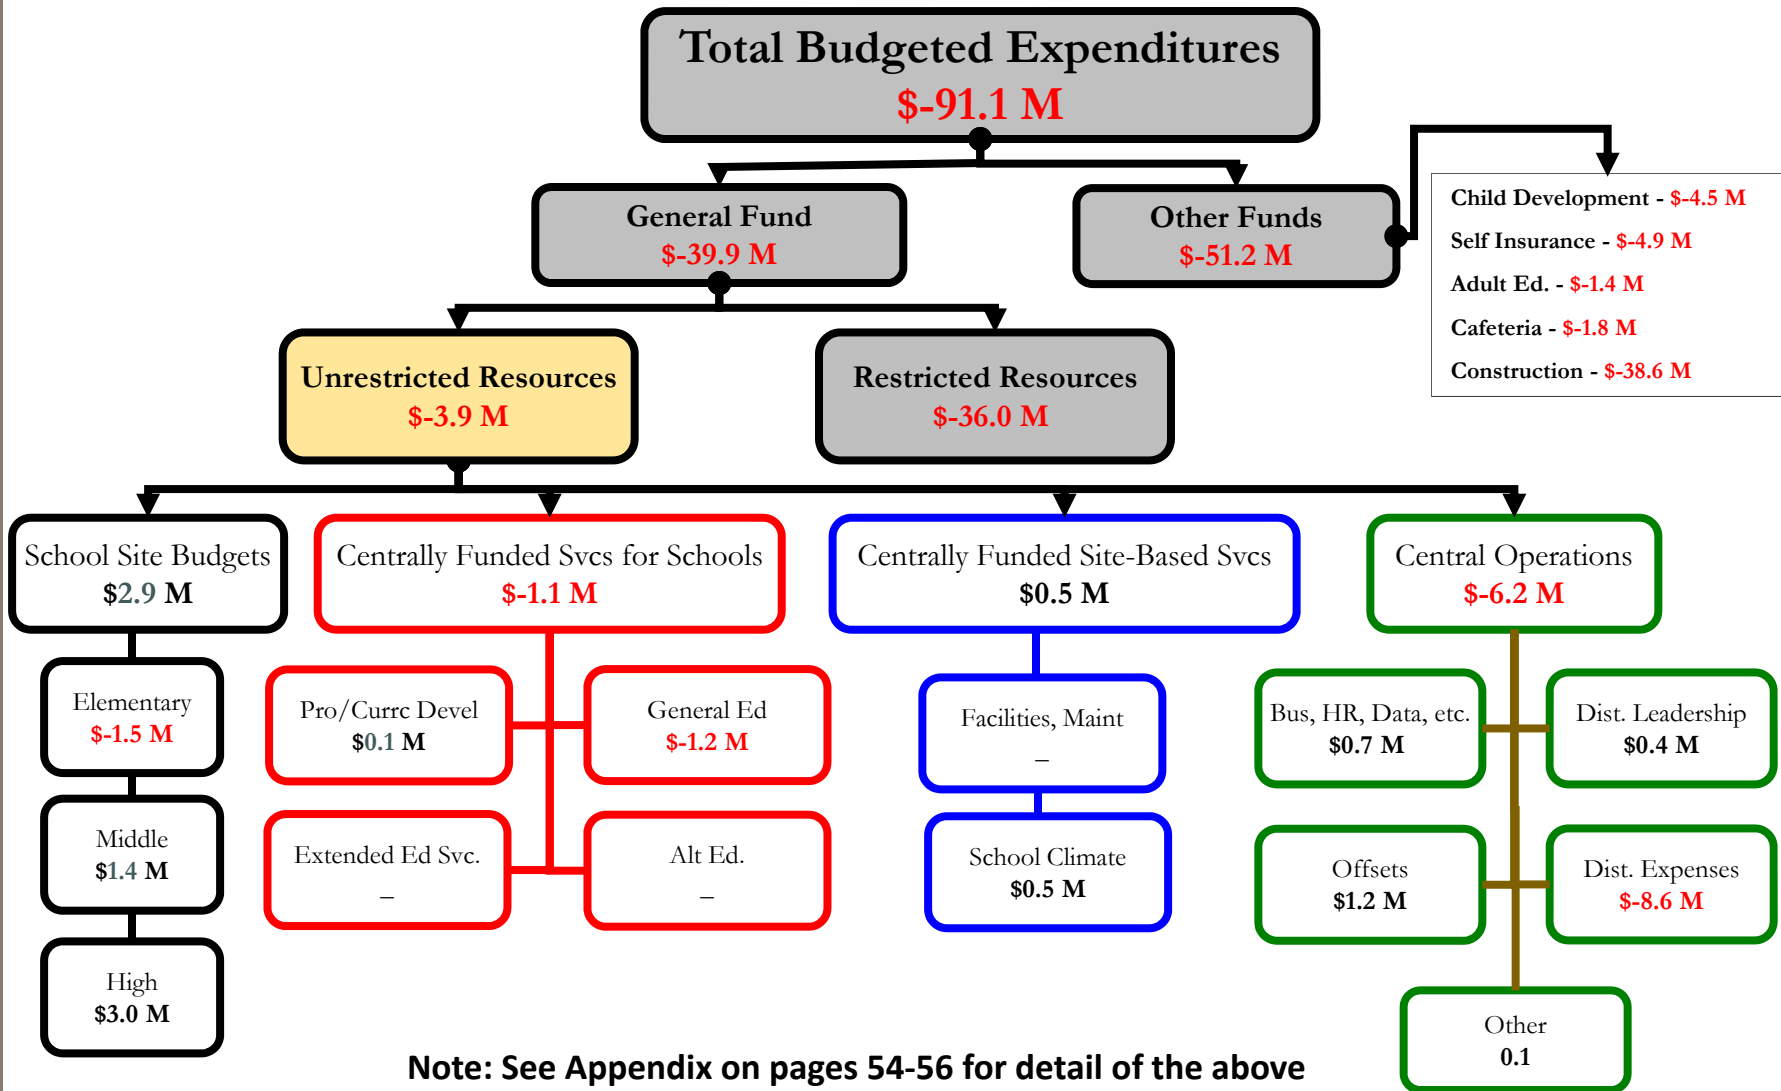 Total Budgeted Expenditures
$-91.1 M
General Fund
$-39.9 M
Other Funds
$-51.2 M
Child Development - $-4.5 M
Self Insurance - $-4.9 M
Adult Ed. - $-1.4 M
Cafeteria - $-1.8 M
Construction - $-38.6 M
Unrestricted Resources
$-3.9 M
Restricted Resources
$-36.0 M
School Site Budgets
$2.9 M
Centrally Funded Svcs for Schools
$-1.1 M
Centrally Funded Site-Based Svcs
$0.5 M
Central Operations
$-6.2 M
Elementary
$-1.5 M
Middle
$1.4 M
High
$3.0 M
Pro/Currc Devel
$0.1 M
General Ed
$-1.2 M
Extended Ed Svc.
–
Alt Ed.
–
Facilities, Maint
–
School Climate
$0.5 M
Bus, HR, Data, etc.
$0.7 M
Dist. Leadership
$0.4 M
Offsets
$1.2 M
Dist. Expenses
$-8.6 M
Other
0.1
Note: See Appendix on pages 54-56 for detail of the above